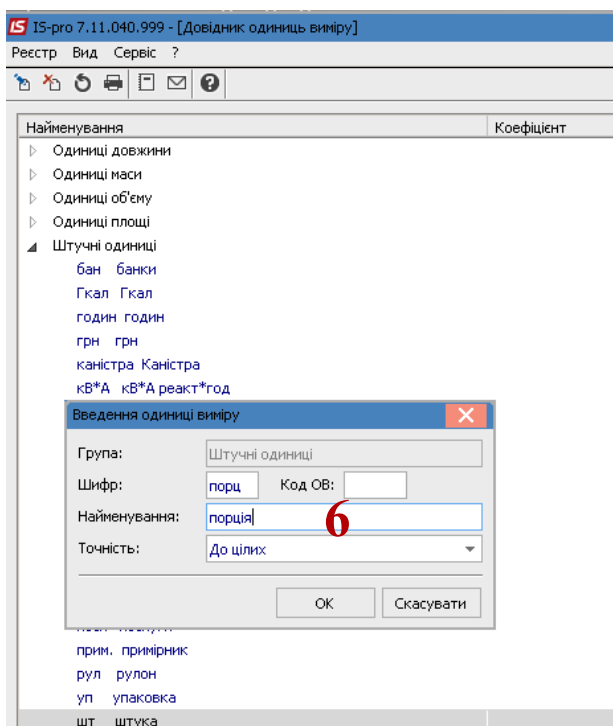 IS IS-pro 7.11.040.999 - [Довідник одиниць виміру]
Реєстр Вид Сервіс ?
Найменування Коефіцієнт
Одиниці довжини
Одиниці маси
Одиниці об'єму
Одиниці площі
Штучні одиниці
бан банки
Гкал Гкал
годин годин
грн грн
каністра Каністра
кВ*А кВ*А реакт*год
Введення одиниці виміру
Група: Штучні одиниці
Шифр: порц Код ОВ:
Найменування: порція 6
Точність: До цілих
ОК Скасувати
прим. примірник
рул рулон
уп упаковка
шт штука